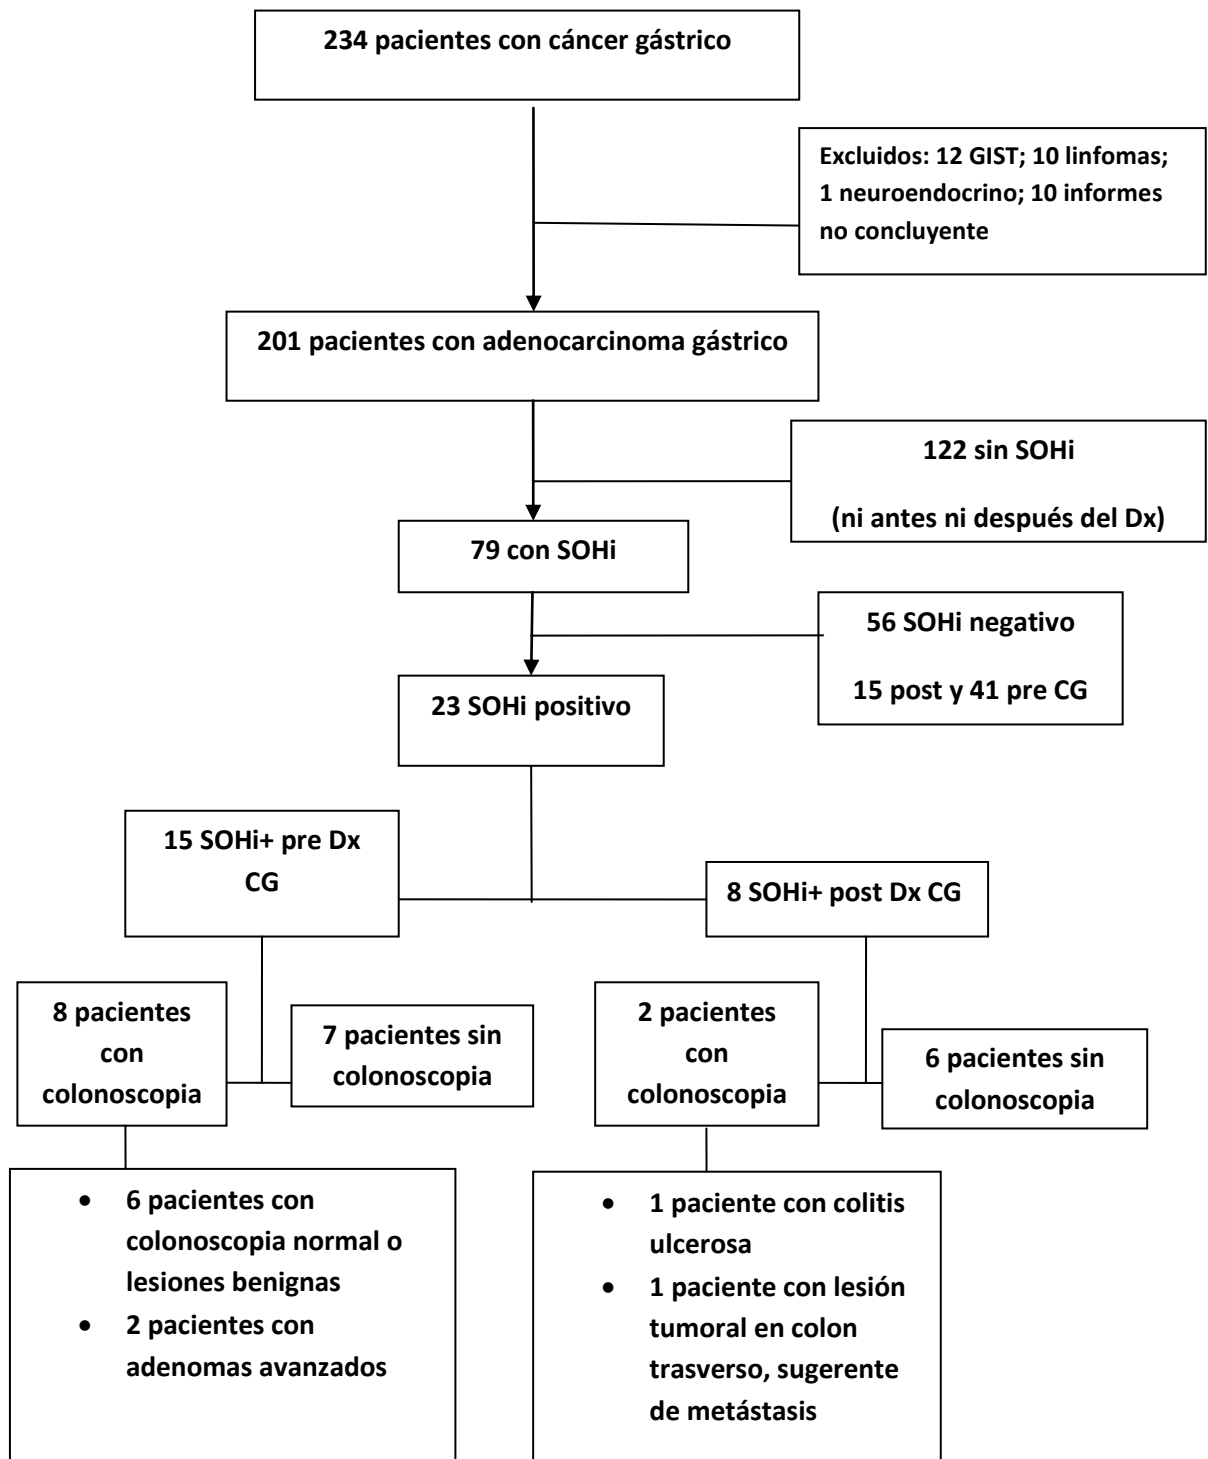 234 pacientes con cáncer gástrico
Excluidos: 12 GIST; 10 linfomas;
1 neuroendocrino; 10 informes
no concluyente
201 pacientes con adenocarcinoma gástrico
122 sin SOHi
(ni antes ni después del Dx)
79 con SOHi
56 SOHi negativo
15 post y 41 pre CG
23 SOHi positivo
15 SOHi+ pre Dx
CG
8 SOHi+ post Dx CG
8 pacientes
con
colonoscopia
7 pacientes sin
colonoscopia
2 pacientes
con
colonoscopia
6 pacientes sin
colonoscopia
• 6 pacientes con
colonoscopia normal o
lesiones benignas
• 2 pacientes con
adenomas avanzados
• 1 paciente con colitis
ulcerosa
• 1 paciente con lesión
tumoral en colon
trasverso, sugerente
de metástasis